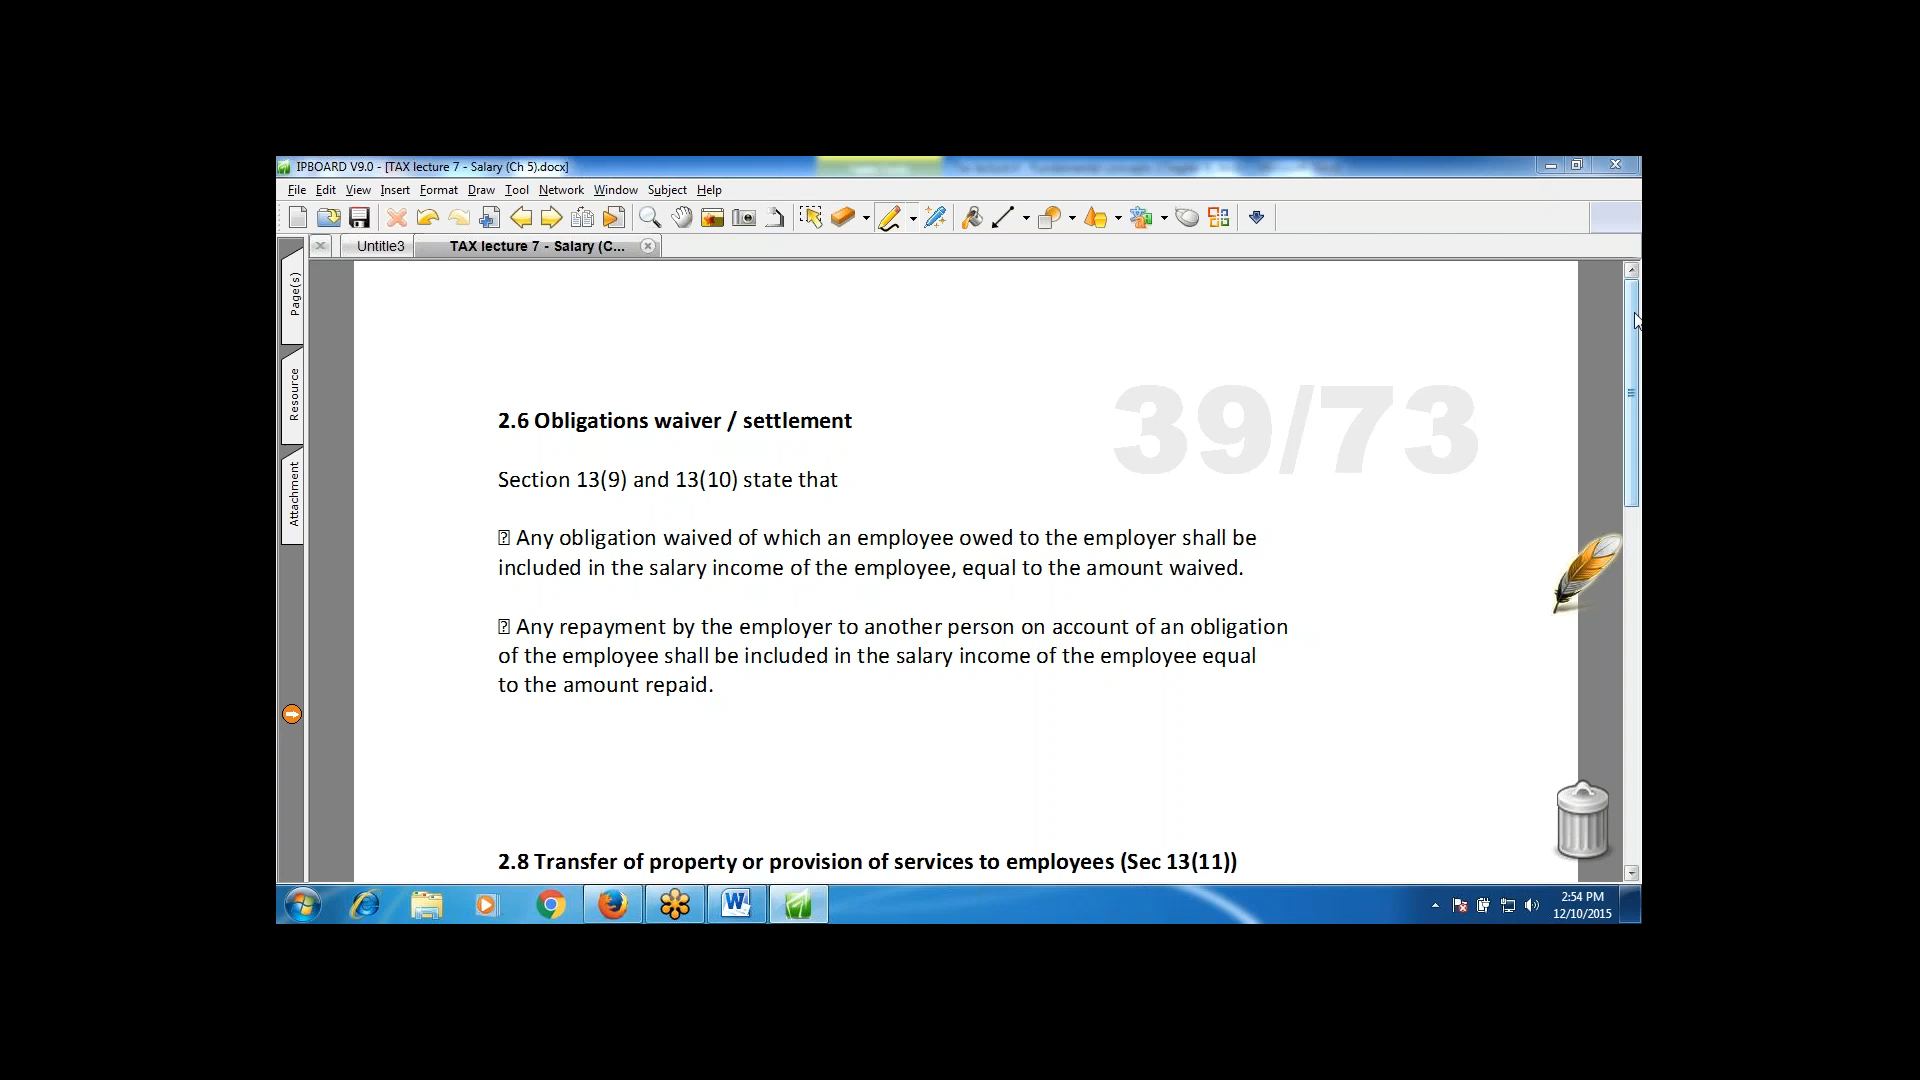 IPBOARD V9.0 - [TAX lecture 7 - Salary (Ch 5).docx]
File Edit View Insert Format Draw Tool Network Window Subject Help
Untitle3 TAX lecture 7 - Salary (C...
Page(s)
Resource
Attachment
39/73
2.6 Obligations waiver / settlement
Section 13(9) and 13(10) state that
Any obligation waived of which an employee owed to the employer shall be
included in the salary income of the employee, equal to the amount waived.
Any repayment by the employer to another person on account of an obligation
of the employee shall be included in the salary income of the employee equal
to the amount repaid.
2.8 Transfer of property or provision of services to employees (Sec 13(11))
2:54 PM
12/10/2015